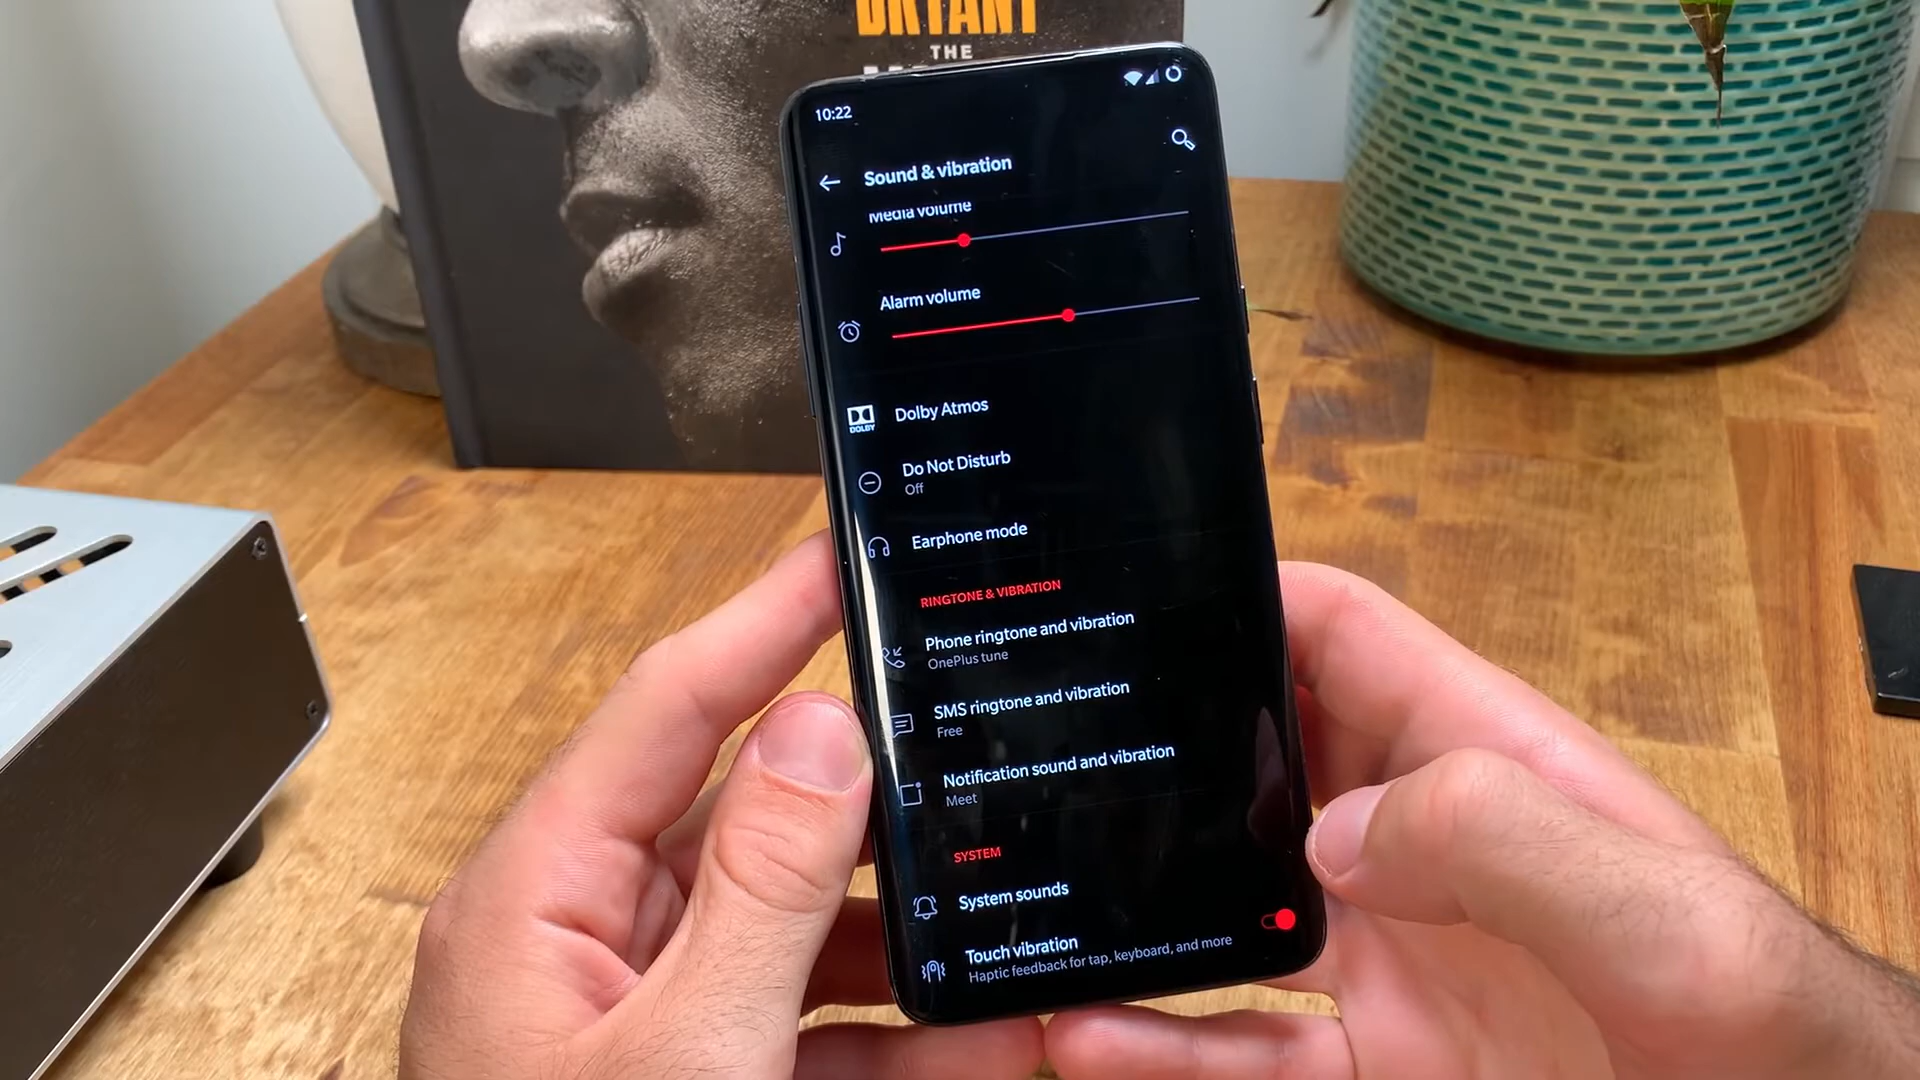 BRYANT
THE
10:22
Sound & vibration
Media volume
Alarm volume
DOLBY
Dolby Atmos
Do Not Disturb
Off
Earphone mode
RINGTONE & VIBRATION
Phone ringtone and vibration
OnePlus tune
SMS ringtone and vibration
Free
Notification sound and vibration
Meet
SYSTEM
System sounds
Touch vibration
Haptic feedback for tap, keyboard, and more